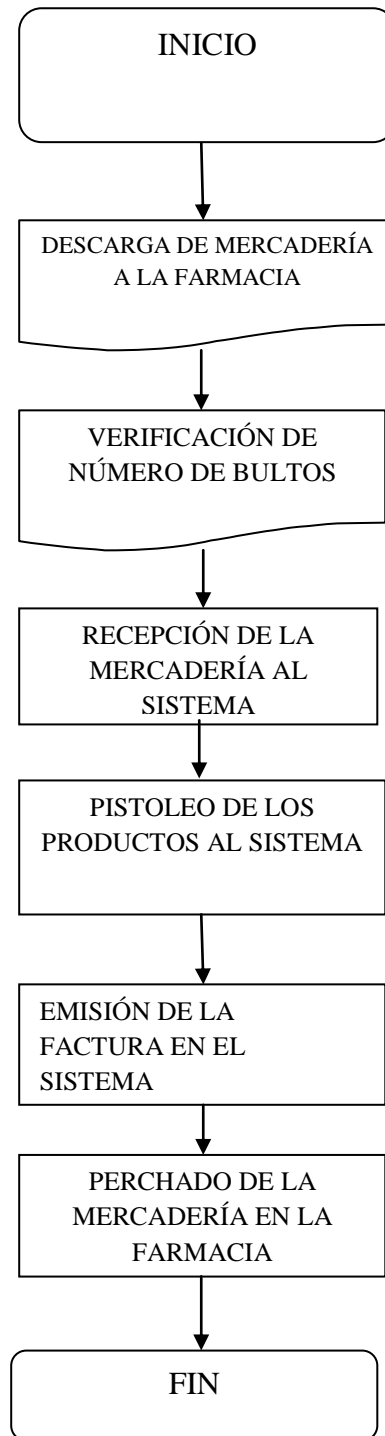 INICIO
DESCARGA DE MERCADERÍA
A LA FARMACIA
VERIFICACIÓN DE
NÚMERO DE BULTOS
RECEPCIÓN DE LA
MERCADERÍA AL
SISTEMA
PISTOLEO DE LOS
PRODUCTOS AL SISTEMA
EMISIÓN DE LA
FACTURA EN EL
SISTEMA
PERCHADO DE LA
MERCADERÍA EN LA
FARMACIA
FIN